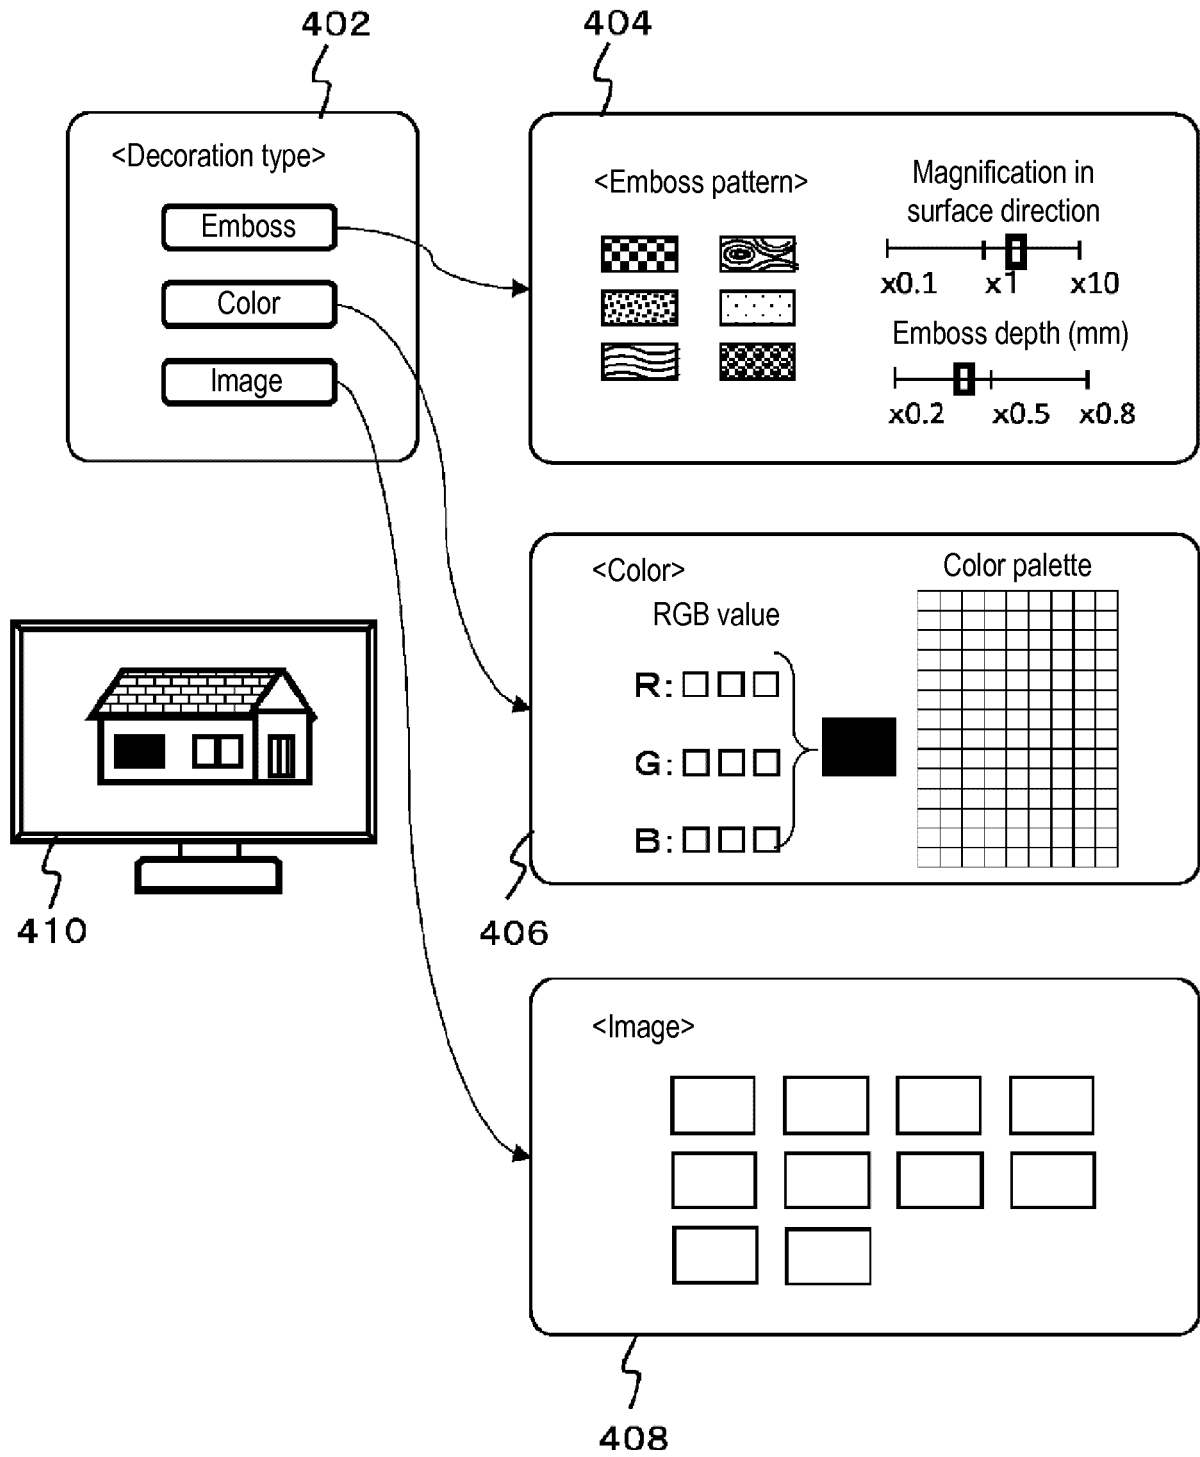 402
<Decoration type>
Emboss
Color
Image
404
<Emboss pattern>
Magnification in
surface direction
x0.1 x1 x10
Emboss depth (mm)
x0.2 x0.5 x0.8
<Color>
RGB value
R:
G:
B:
Color palette
406
410
<Image>
408